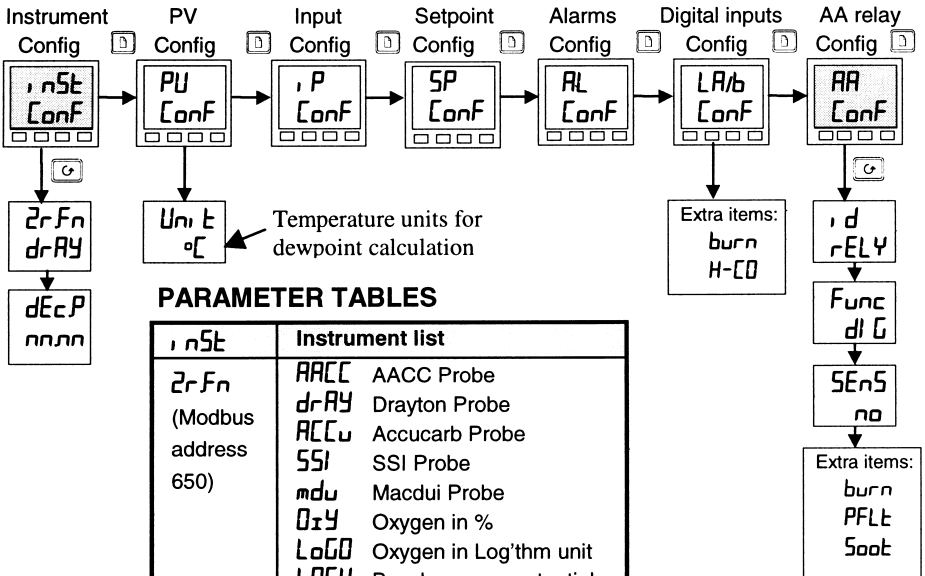 Instrument PV Input Setpoint Alarms Digital inputs AA relay
Config Config Config Config Config Config Config
inSt PV iP SP AL LA/b AA
ConF ConF ConF ConF ConF ConF ConF
2rFn
drAY
dEcP
nn.nn
Unit
°C
Temperature units for
dewpoint calculation
Extra items:
burn
H-CO
id
rELY
Func
diG
SEnS
no
Extra items:
burn
PFLt
Soot
PARAMETER TABLES
inSt Instrument list
2rFn
(Modbus
address
650)
AACC AACC Probe
drAY Drayton Probe
ACCu Accucarb Probe
SSI SSI Probe
mdu Macdui Probe
OxY Oxygen in %
LoGO Oxygen in Log'thm unit